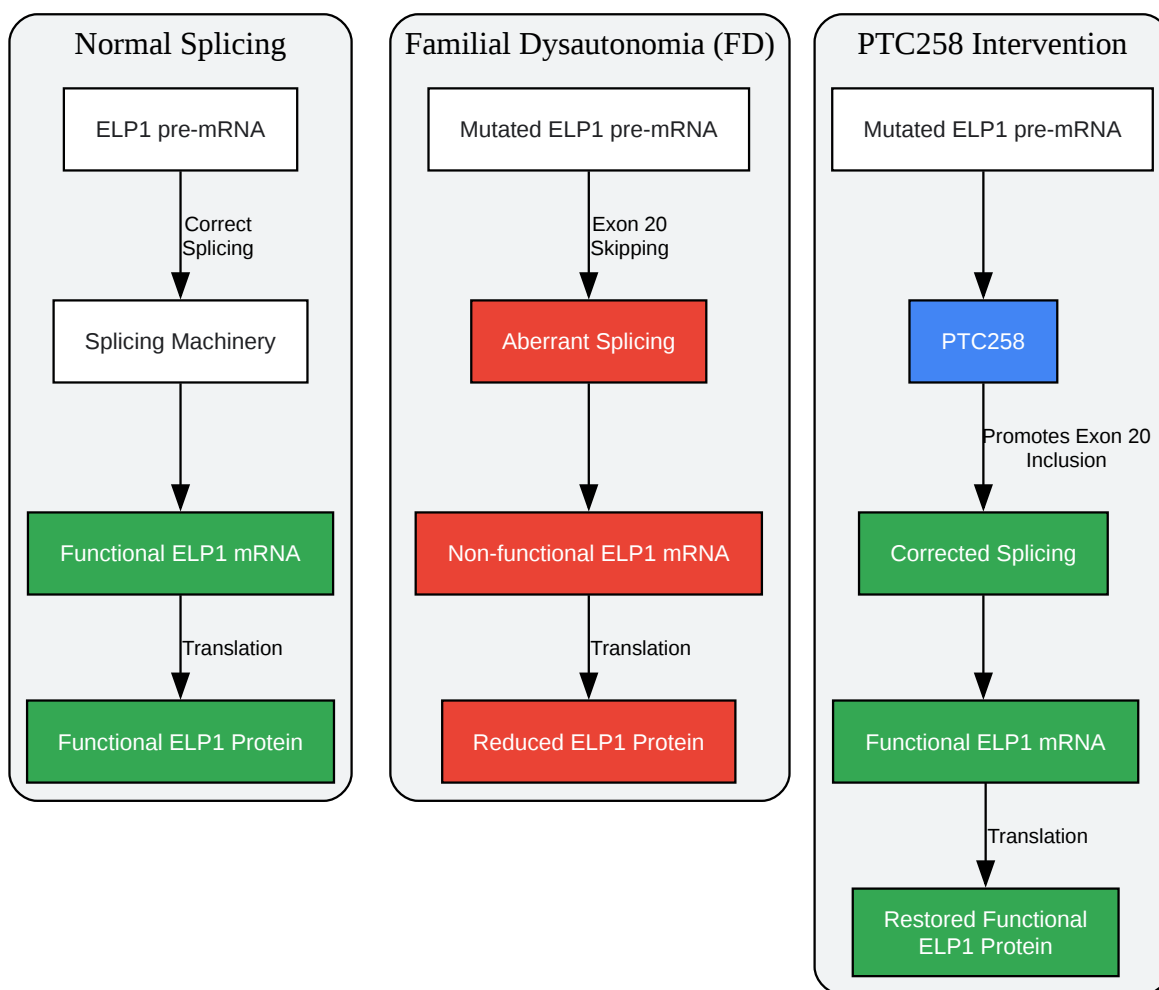 Normal Splicing
ELP1 pre-mRNA
Correct
Splicing
Splicing Machinery
Functional ELP1 mRNA
Translation
Functional ELP1 Protein
Familial Dysautonomia (FD)
Mutated ELP1 pre-mRNA
Exon 20
Skipping
Aberrant Splicing
Non-functional ELP1 mRNA
Translation
Reduced ELP1 Protein
PTC258 Intervention
Mutated ELP1 pre-mRNA
PTC258
Promotes Exon 20
Inclusion
Corrected Splicing
Functional ELP1 mRNA
Translation
Restored Functional
ELP1 Protein